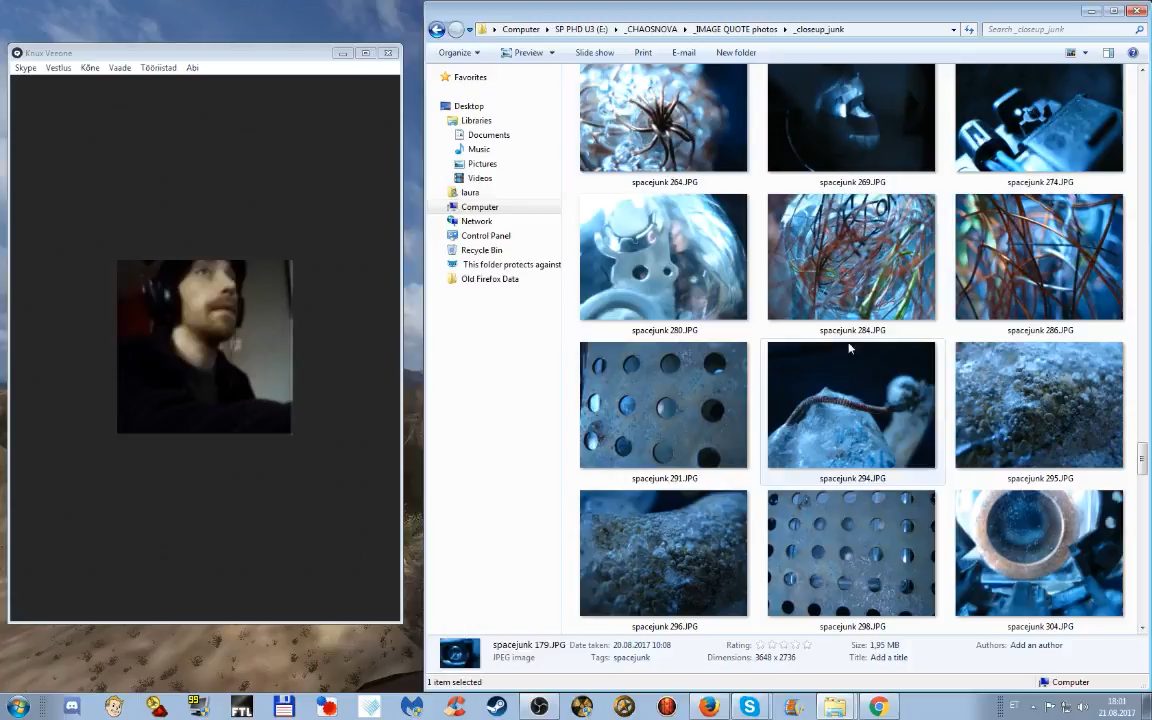 Knux Verone
Skype Vestlus Kõne Vaade Tööriistad Abi
Computer SP PHD U3 (E:) _CHAOSNOVA _IMAGE QUOTE photos _closeup_junk
Search _closeup_junk
Organize Preview Slide show Print E-mail New folder
Favorites
Desktop
Libraries
Documents
Music
Pictures
Videos
laura
Computer
Network
Control Panel
Recycle Bin
This folder protects against
Old Firefox Data
spacejunk 264.JPG spacejunk 269.JPG spacejunk 274.JPG
spacejunk 280.JPG spacejunk 284.JPG spacejunk 286.JPG
spacejunk 291.JPG spacejunk 294.JPG spacejunk 295.JPG
spacejunk 296.JPG spacejunk 298.JPG spacejunk 304.JPG
spacejunk 179.JPG Date taken: 20.08.2017 10:08 Rating: Size: 1,95 MB Authors: Add an author
JPEG image Tags: spacejunk Dimensions: 3648 x 2736 Title: Add a title
1 item selected
Computer
99
FTL
ET
18:01
21.08.2017